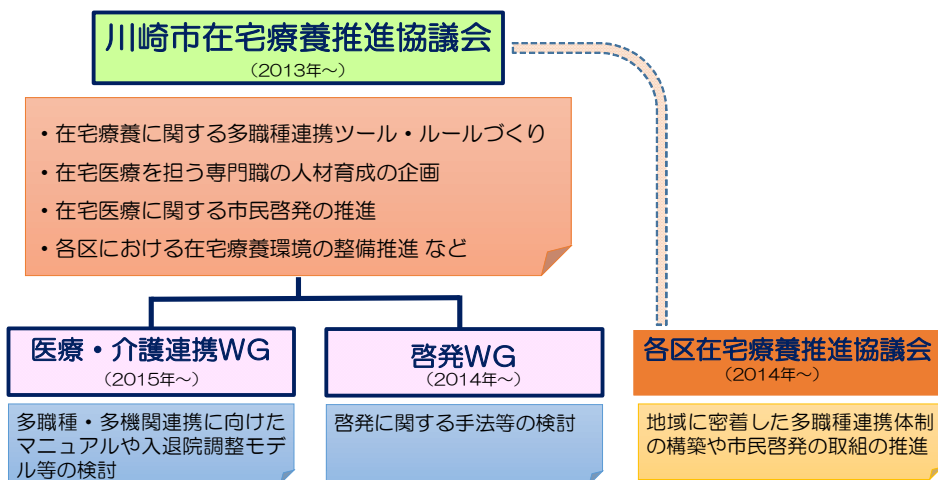 川崎市在宅療養推進協議会
（2013年～）
・在宅療養に関する多職種連携ツール・ルールづくり
・在宅医療を担う専門職の人材育成の企画
・在宅医療に関する市民啓発の推進
・各区における在宅療養環境の整備推進 など
医療・介護連携WG
（2015年～）
多職種・多機関連携に向けた
マニュアルや入退院調整モデ
ル等の検討
啓発WG
（2014年～）
啓発に関する手法等の検討
各区在宅療養推進協議会
（2014年～）
地域に密着した多職種連携体制
の構築や市民啓発の取組の推進